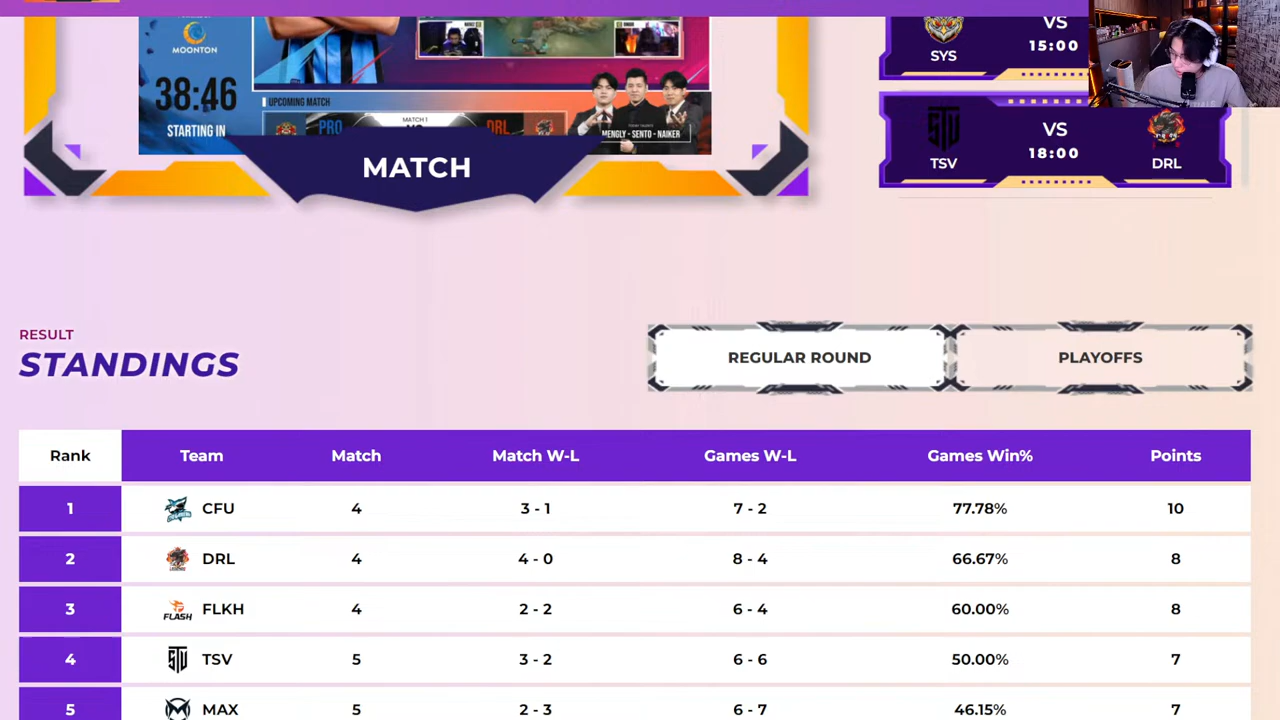 MOONTON
38:46
STARTING IN
UPCOMING MATCH
PRO
MATCH 1
VS
DRL
MENGLY - SENTO - NAIKER
MATCH
SYS
VS
15:00
TSV
VS
18:00
DRL
RESULT
STANDINGS
REGULAR ROUND
PLAYOFFS
Rank Team Match Match W-L Games W-L Games Win% Points
1 CFU 4 3 - 1 7 - 2 77.78% 10
2 DRL 4 4 - 0 8 - 4 66.67% 8
3 FLASH FLKH 4 2 - 2 6 - 4 60.00% 8
4 TSV 5 3 - 2 6 - 6 50.00% 7
5 MAX 5 2 - 3 6 - 7 46.15% 7